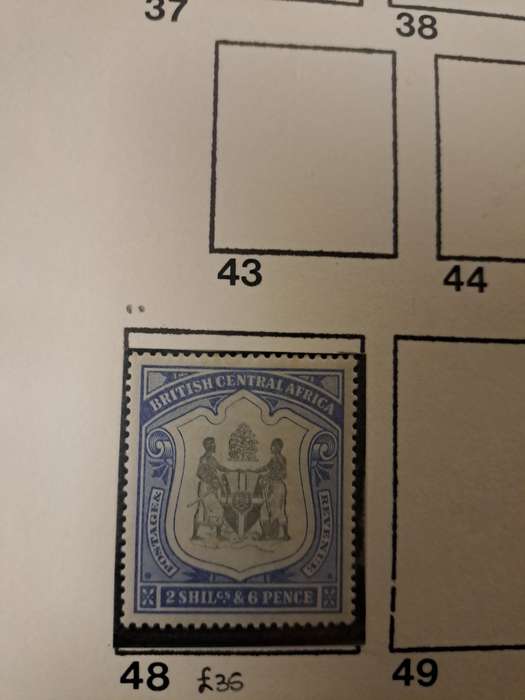 37
38
43
44
BRITISH CENTRAL AFRICA
POSTAGE &
REVENUE
2 SHILGS & 6 PENCE
48 £36
49